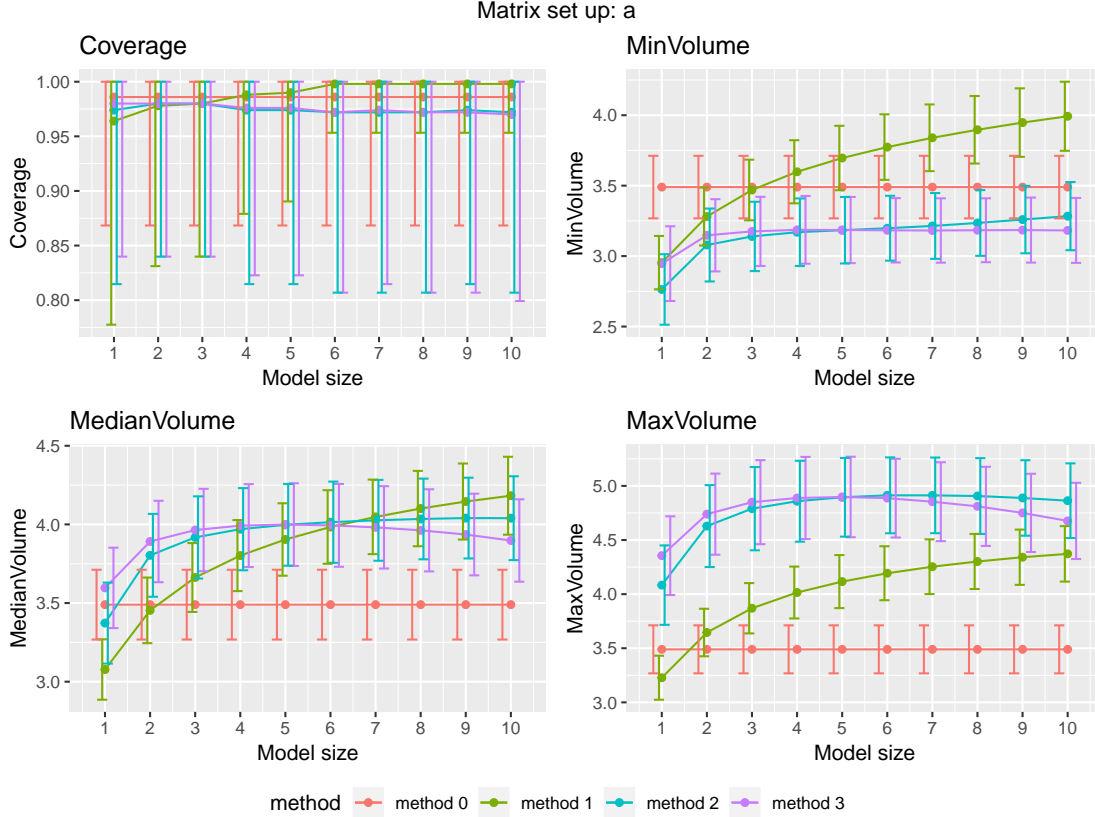 Matrix set up: a
Coverage
1.00
0.95
0.90
0.85
0.80
Coverage
1 2 3 4 5 6 7 8 9 10
Model size
MinVolume
4.0
3.5
3.0
2.5
MinVolume
1 2 3 4 5 6 7 8 9 10
Model size
MedianVolume
4.5
4.0
3.5
3.0
MedianVolume
1 2 3 4 5 6 7 8 9 10
Model size
MaxVolume
5.0
4.5
4.0
3.5
3.0
MaxVolume
1 2 3 4 5 6 7 8 9 10
Model size
method method 0 method 1 method 2 method 3